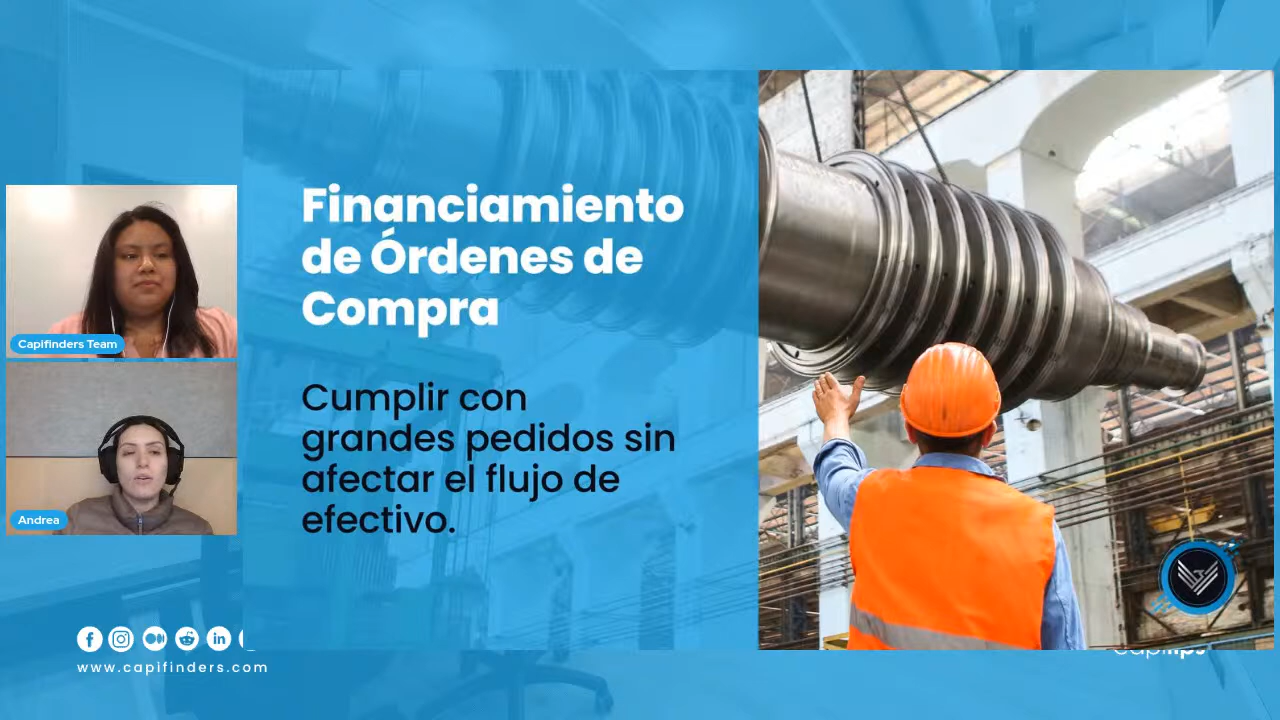 Financiamiento
de Órdenes de
Compra
Cumplir con
grandes pedidos sin
afectar el flujo de
efectivo.
Capifinders Team
Andrea
www.capifinders.com